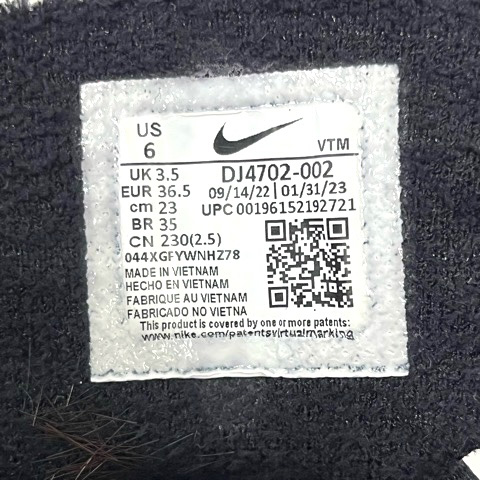 US
6
VTM
UK 3.5
EUR 36.5
cm 23
BR 35
CN 230(2.5)
DJ4702-002
09/14/22 | 01/31/23
UPC 00196152192721
044XGFYWNHZ78
MADE IN VIETNAM
HECHO EN VIETNAM
FABRIQUE AU VIETNAM
FABRICADO NO VIETNA
This product is covered by one or more patents:
www.nike.com/patentsvirtualmarking